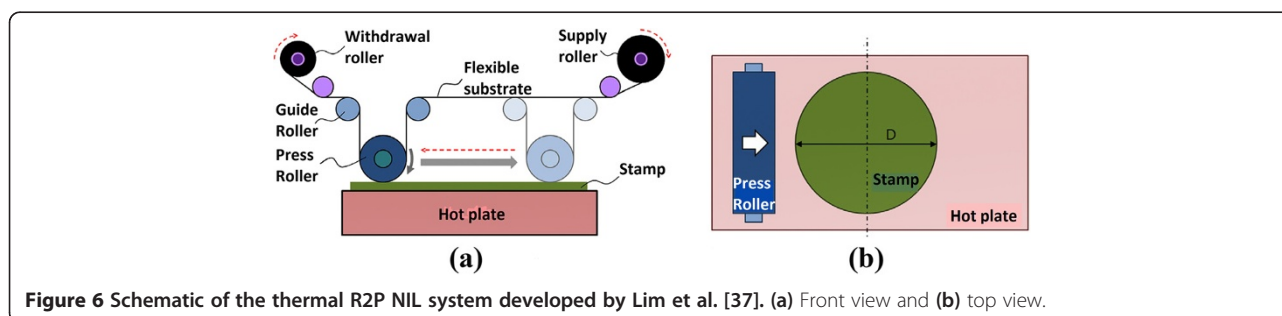 Withdrawal
roller
Supply
roller
Flexible
substrate
Guide
Roller
Press
Roller
Stamp
Hot plate
(a)
D
Stamp
Press
Roller
Hot plate
(b)
Figure 6 Schematic of the thermal R2P NIL system developed by Lim et al. [37]. (a) Front view and (b) top view.